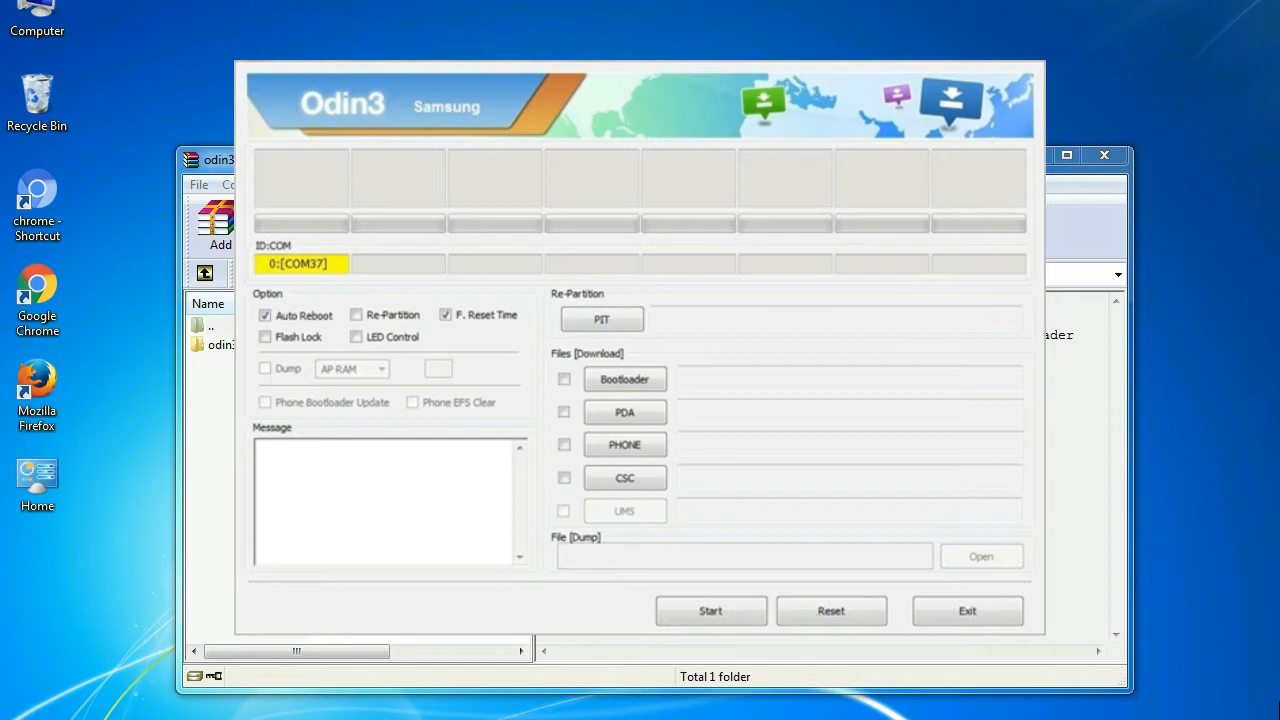 Computer
Recycle Bin
chrome -
Shortcut
Google
Chrome
Mozilla
Firefox
Home
odin3
File Co
Add
Name
..
odin3
ader
Total 1 folder
Odin3 Samsung
ID:COM
0:[COM37]
Option
Auto Reboot Re-Partition F. Reset Time
Flash Lock LED Control
Dump AP RAM
Phone Bootloader Update Phone EFS Clear
Message
Re-Partition
PIT
Files [Download]
Bootloader
PDA
PHONE
CSC
UMS
File [Dump]
Open
Start Reset Exit